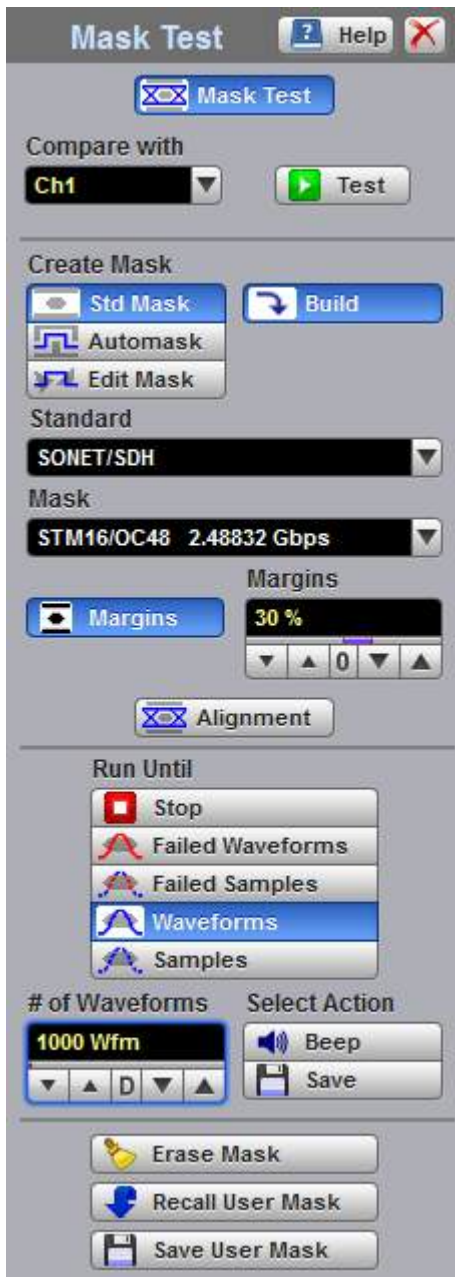 Mask Test ? Help
Mask Test
Compare with
Ch1 Test
Create Mask
Std Mask Build
Automask
Edit Mask
Standard
SONET/SDH
Mask
STM16/OC48 2.48832 Gbps
Margins
Margins 30 %
0
Alignment
Run Until
Stop
Failed Waveforms
Failed Samples
Waveforms
Samples
# of Waveforms Select Action
1000 Wfm Beep
D Save
Erase Mask
Recall User Mask
Save User Mask